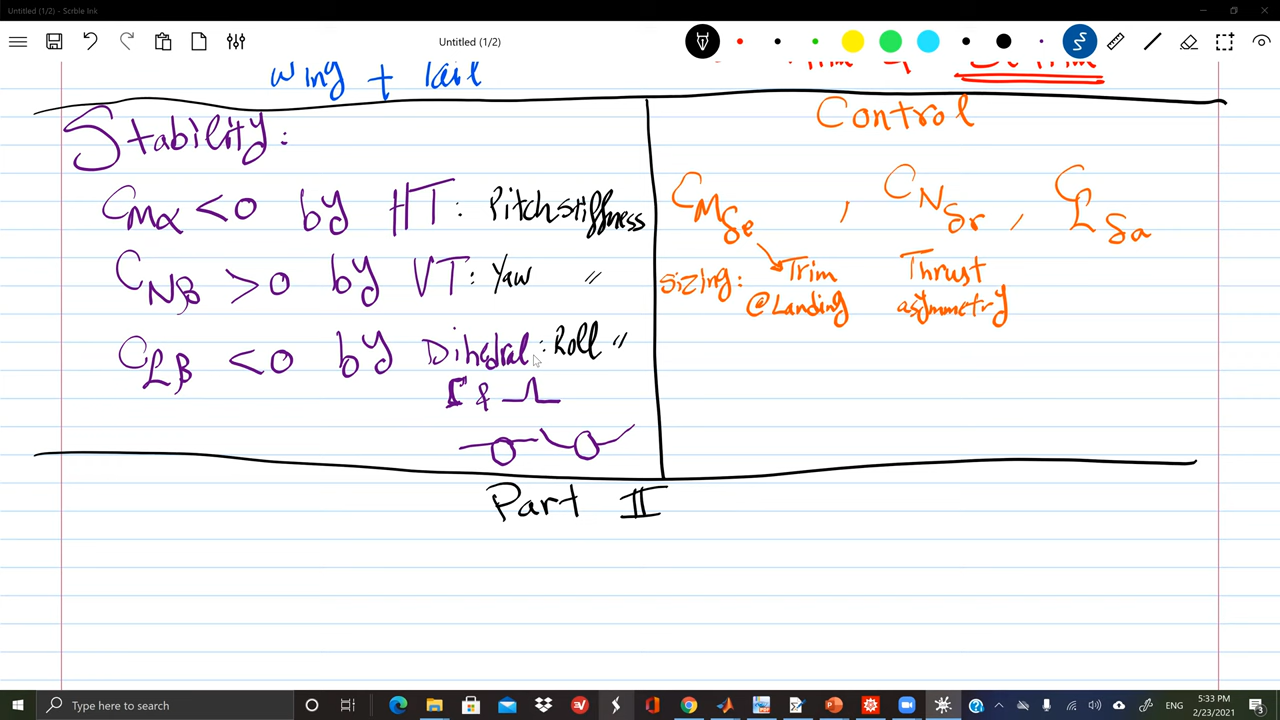 Untitled (1/2) - Scrble Ink
Untitled (1/2)
wing + tail
Stability:
CMα < 0 by HT: Pitch stiffness
CNβ > 0 by VT: Yaw "
Cℒβ < 0 by Dihedral: Roll "
Γ & Λ
Control
CMδe , CNδr , Cℒδa
sizing: Trim @Landing
Thrust asymmetry
Part II
Type here to search
ENG
5:33 PM
2/23/2021
3